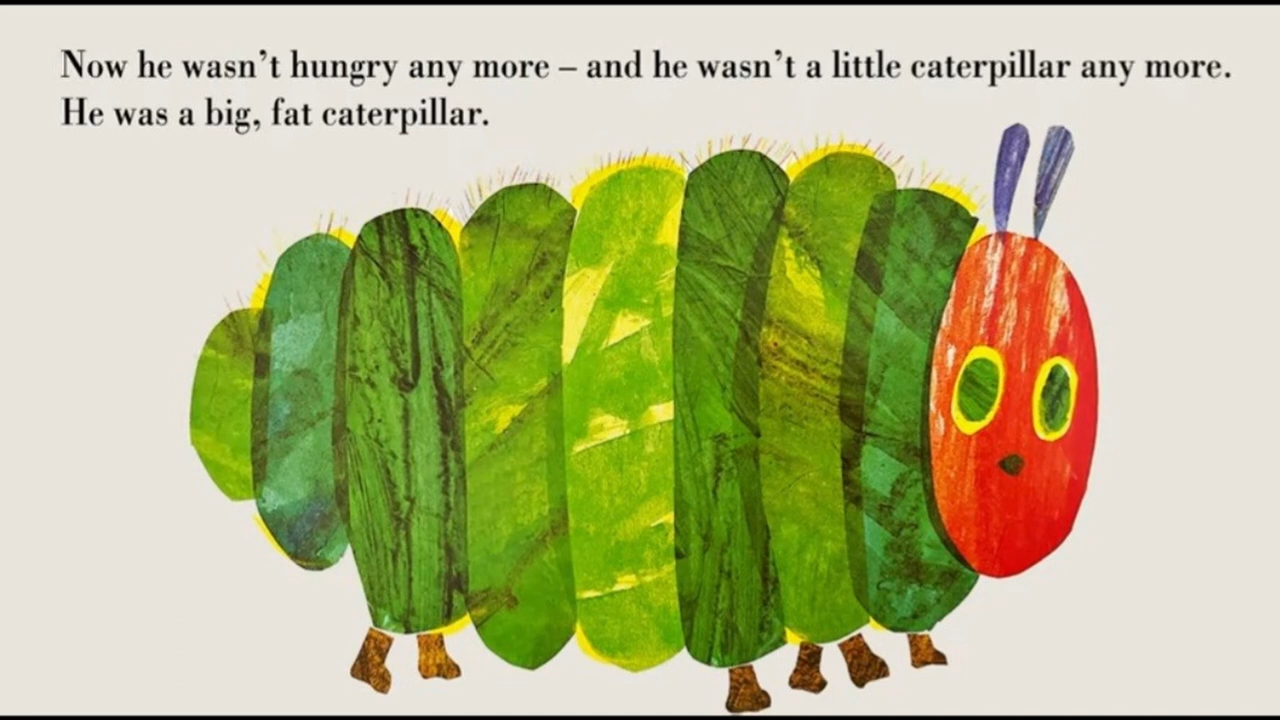 Now he wasn’t hungry any more – and he wasn’t a little caterpillar any more.
He was a big, fat caterpillar.